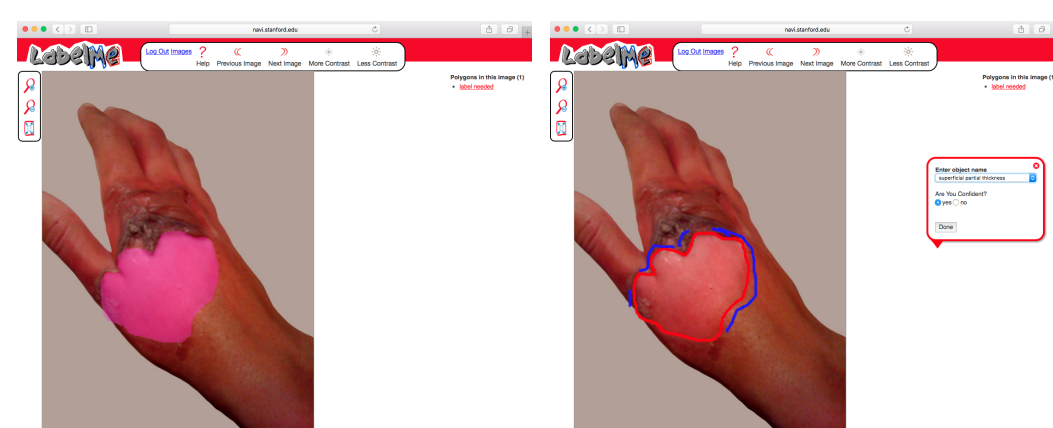 navi.stanford.edu
LabelMe
Log Out Images
Help Previous Image Next Image More Contrast Less Contrast
Polygons in this image (1)
label needed
navi.stanford.edu
LabelMe
Log Out Images
Help Previous Image Next Image More Contrast Less Contrast
Polygons in this image (1
label needed
Enter object name
superficial partial thickness
Are You Confident?
yes no
Done